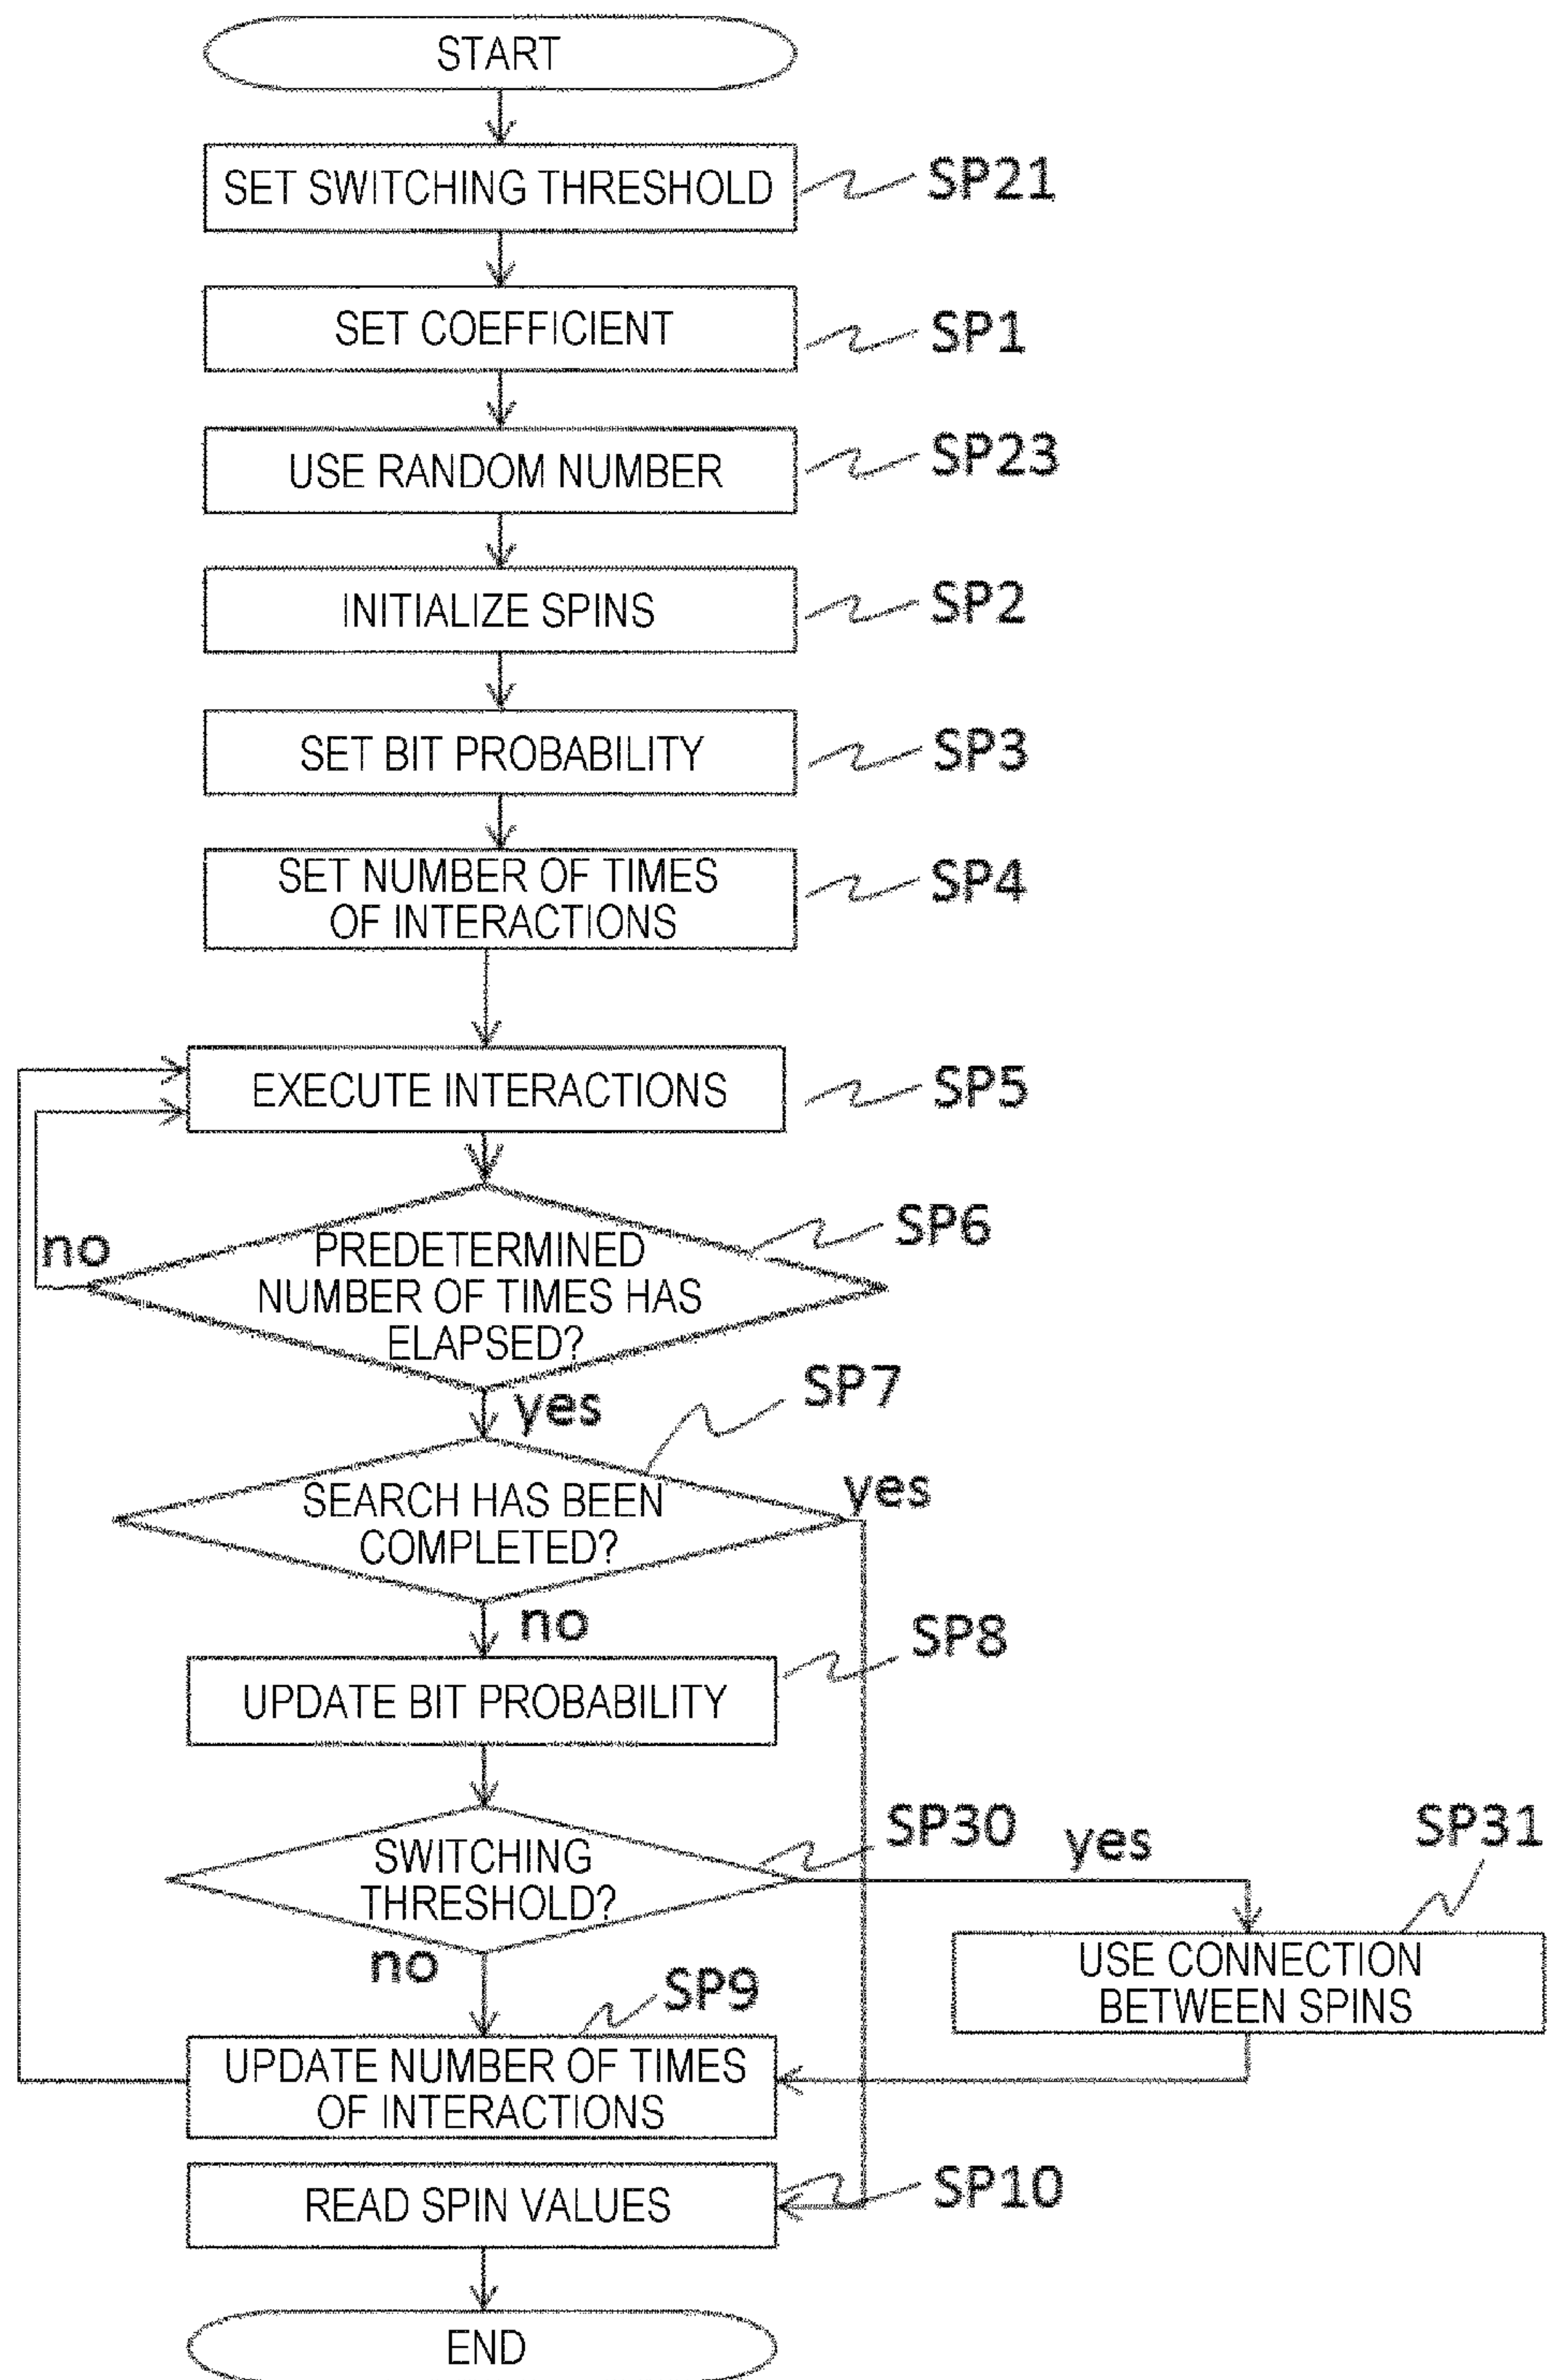 START
SET SWITCHING THRESHOLD
SP21
SET COEFFICIENT
SP1
USE RANDOM NUMBER
SP23
INITIALIZE SPINS
SP2
SET BIT PROBABILITY
SP3
SET NUMBER OF TIMES
OF INTERACTIONS
SP4
EXECUTE INTERACTIONS
SP5
no
PREDETERMINED
NUMBER OF TIMES HAS
ELAPSED?
SP6
yes
SP7
SEARCH HAS BEEN
COMPLETED?
yes
no
SP8
UPDATE BIT PROBABILITY
SWITCHING
THRESHOLD?
SP30
yes
SP31
USE CONNECTION
BETWEEN SPINS
no
SP9
UPDATE NUMBER OF TIMES
OF INTERACTIONS
READ SPIN VALUES
SP10
END